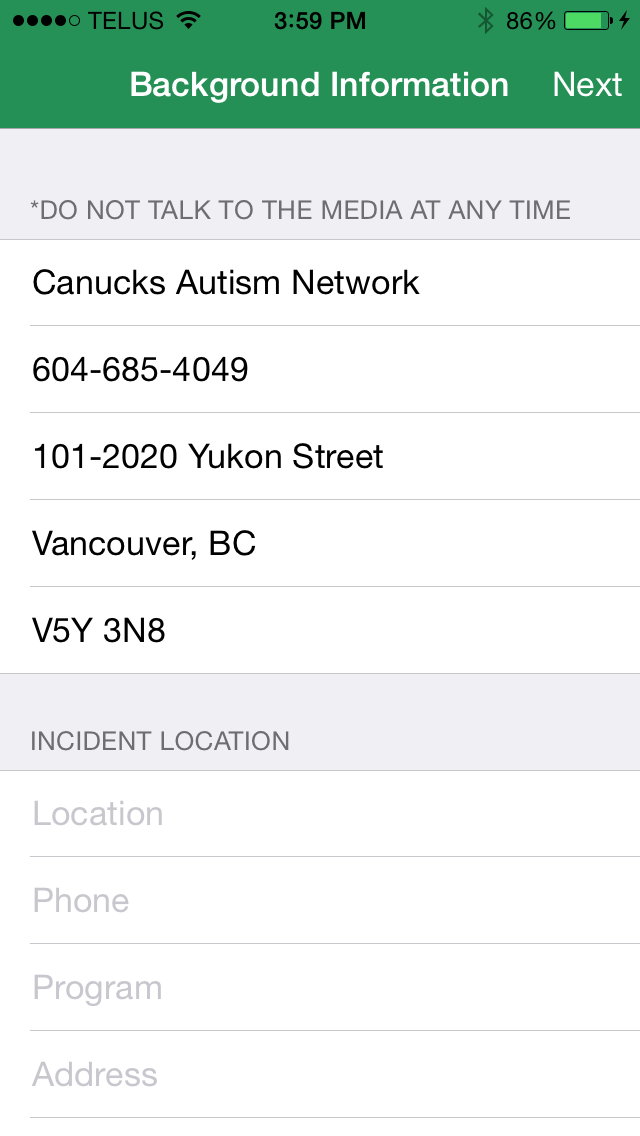 TELUS 3:59 PM 86%
Background Information Next
*DO NOT TALK TO THE MEDIA AT ANY TIME
Canucks Autism Network
604-685-4049
101-2020 Yukon Street
Vancouver, BC
V5Y 3N8
INCIDENT LOCATION
Location
Phone
Program
Address